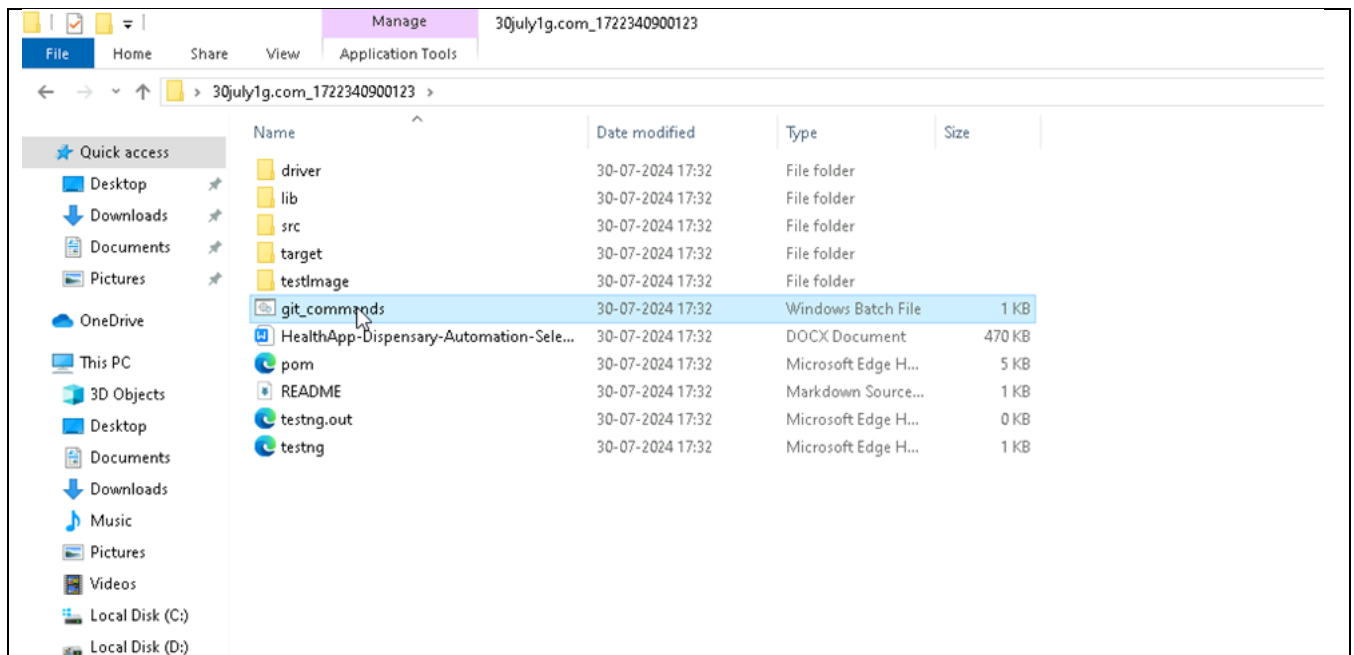 Manage 30july1g.com_1722340900123
File Home Share View Application Tools
30july1g.com_1722340900123
Name Date modified Type Size
Quick access
Desktop
Downloads
Documents
Pictures
OneDrive
This PC
3D Objects
Desktop
Documents
Downloads
Music
Pictures
Videos
Local Disk (C:)
Local Disk (D:)
driver 30-07-2024 17:32 File folder
lib 30-07-2024 17:32 File folder
src 30-07-2024 17:32 File folder
target 30-07-2024 17:32 File folder
testImage 30-07-2024 17:32 File folder
git_commands 30-07-2024 17:32 Windows Batch File 1 KB
HealthApp-Dispensary-Automation-Sele... 30-07-2024 17:32 DOCX Document 470 KB
pom 30-07-2024 17:32 Microsoft Edge H... 5 KB
README 30-07-2024 17:32 Markdown Source... 1 KB
testng.out 30-07-2024 17:32 Microsoft Edge H... 0 KB
testng 30-07-2024 17:32 Microsoft Edge H... 1 KB